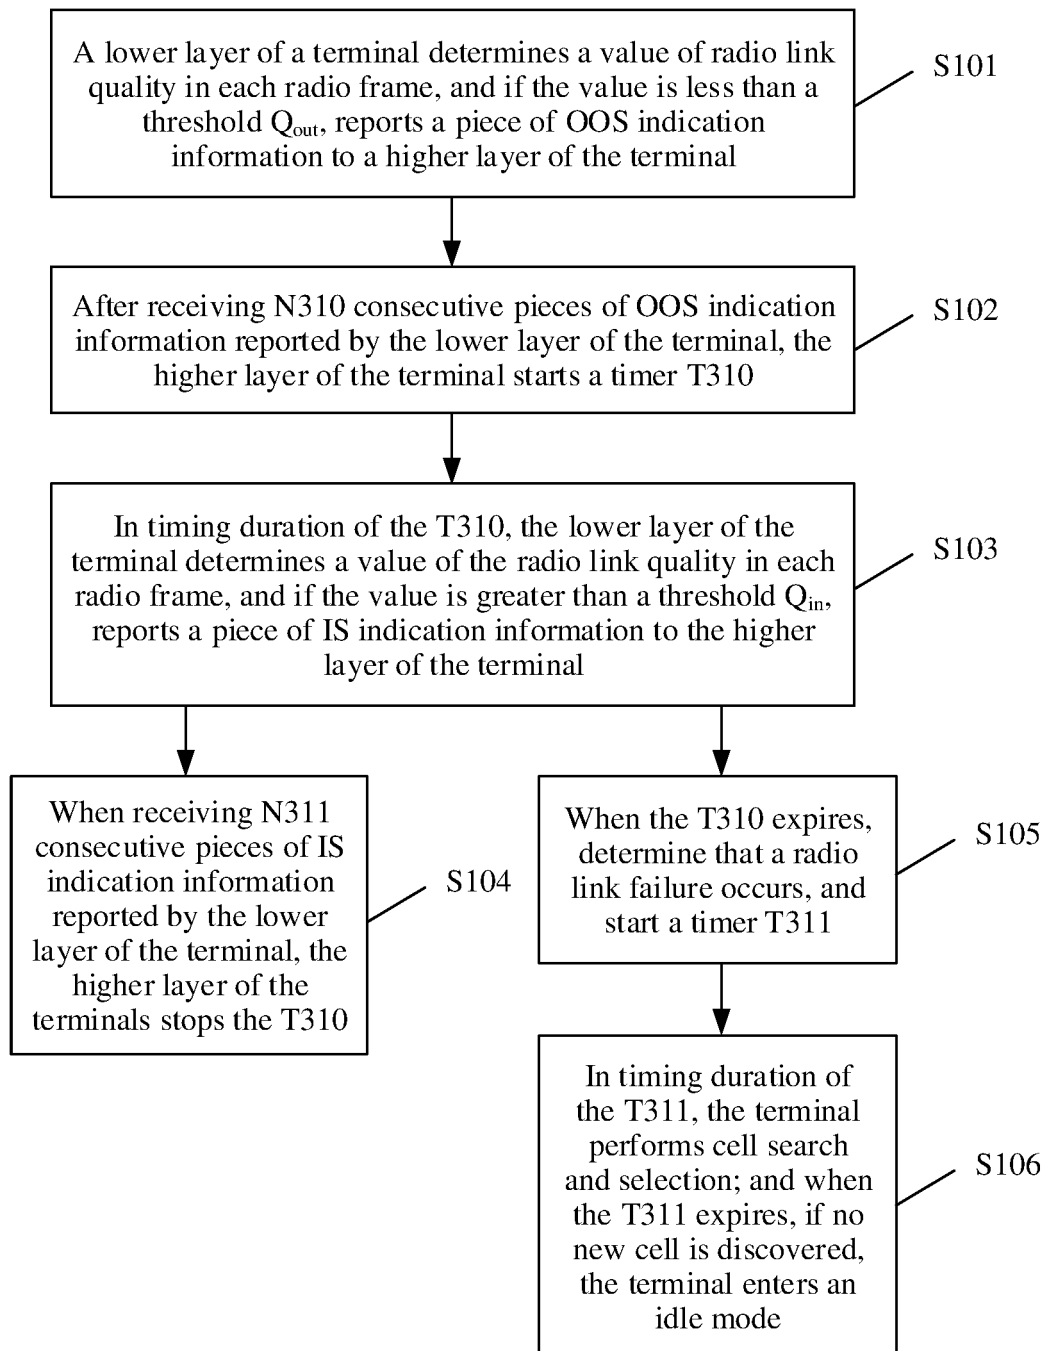 A lower layer of a terminal determines a value of radio link
quality in each radio frame, and if the value is less than a
threshold Qout, reports a piece of OOS indication
information to a higher layer of the terminal
S101
After receiving N310 consecutive pieces of OOS indication
information reported by the lower layer of the terminal, the
higher layer of the terminal starts a timer T310
S102
In timing duration of the T310, the lower layer of the
terminal determines a value of the radio link quality in each
radio frame, and if the value is greater than a threshold Qin,
reports a piece of IS indication information to the higher
layer of the terminal
S103
When receiving N311
consecutive pieces of IS
indication information
reported by the lower
layer of the terminal, the
higher layer of the
terminals stops the T310
S104
When the T310 expires,
determine that a radio
link failure occurs, and
start a timer T311
S105
In timing duration of
the T311, the terminal
performs cell search
and selection; and when
the T311 expires, if no
new cell is discovered,
the terminal enters an
idle mode
S106